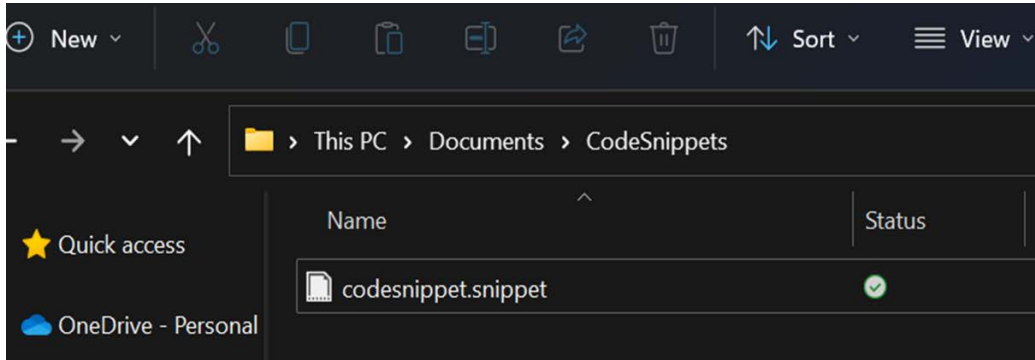 New Sort View
This PC Documents CodeSnippets
Name Status
Quick access
codesnippet.snippet
OneDrive - Personal